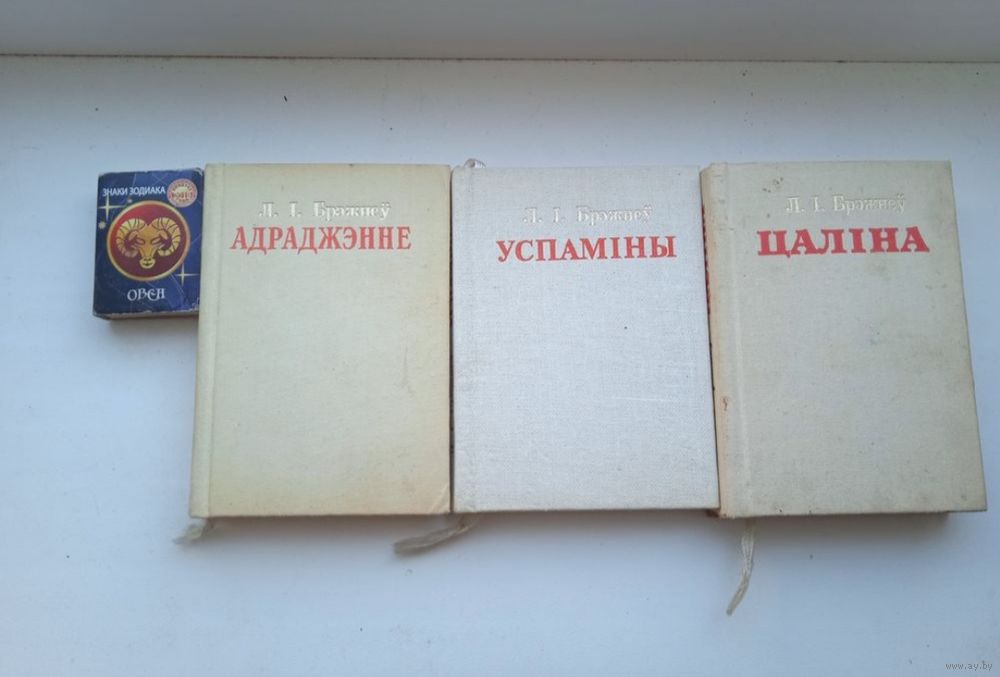 ЗНАКИ ЗОДИАКА
ОВЕН
Л. І. Брэжнеў
АДРАДЖЭННЕ
Л. І. Брэжнеў
УСПАМІНЫ
Л. І. Брэжнеў
ЦАЛІНА
www.ay.by